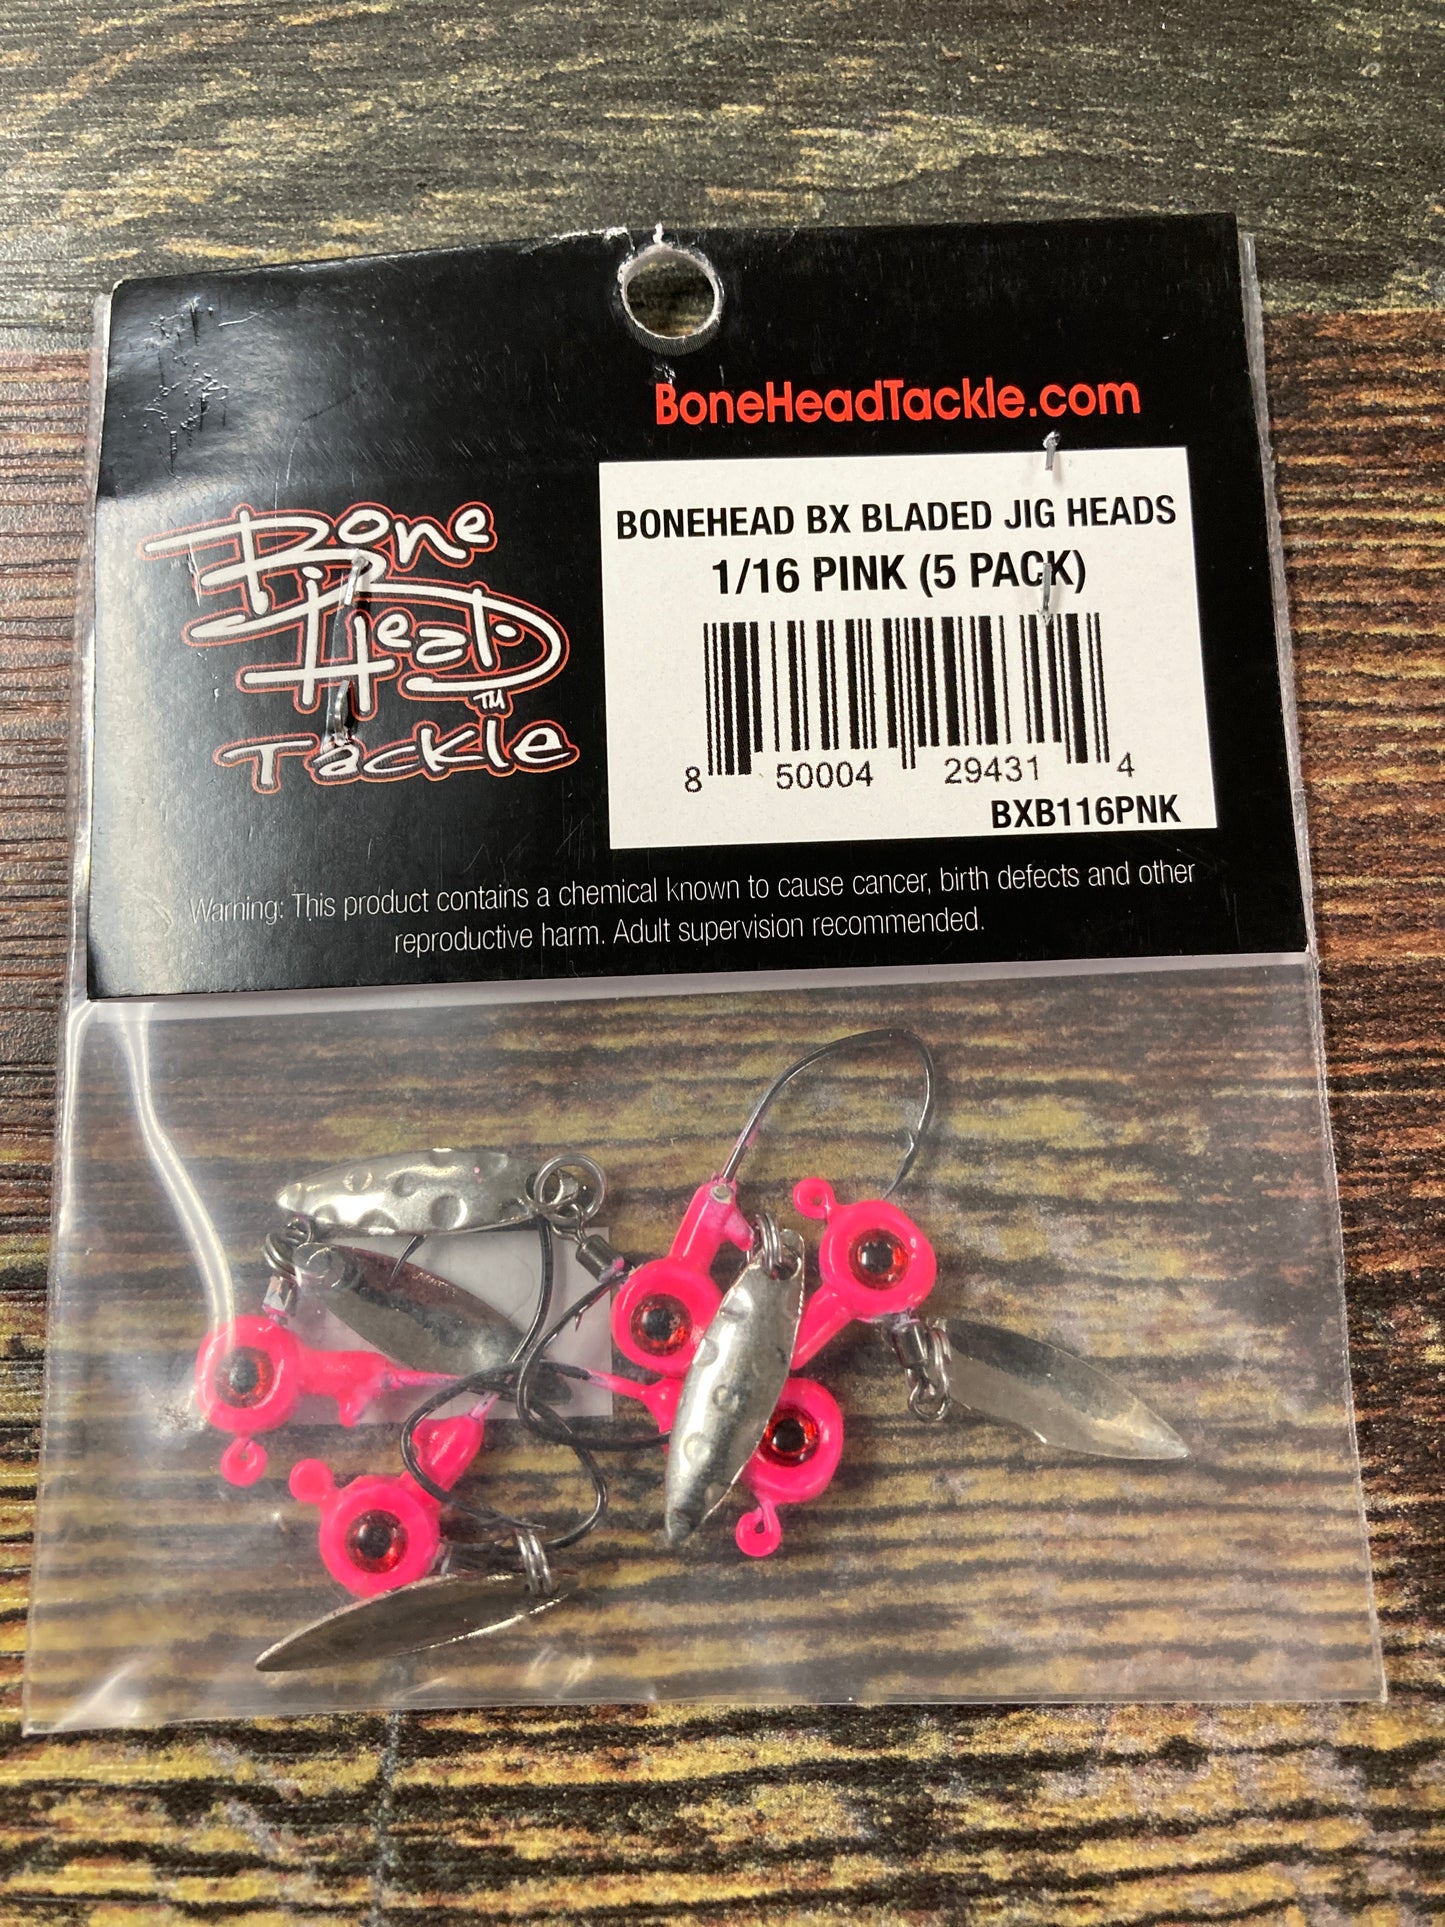 BoneHeadTackle.com
Bone
Head
TM
Tackle
BONEHEAD BX BLADED JIG HEADS
1/16 PINK (5 PACK)
8 50004 29431 4
BXB116PNK
Warning: This product contains a chemical known to cause cancer, birth defects and other
reproductive harm. Adult supervision recommended.